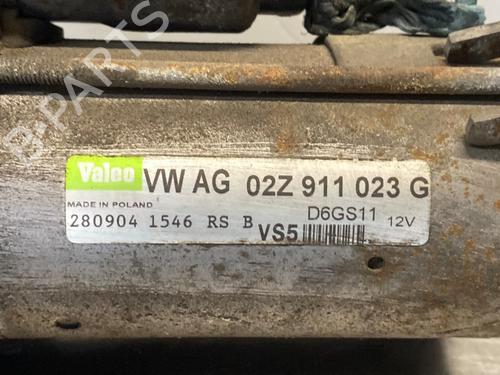 Valeo VW AG 02Z 911 023 G
MADE IN POLAND
D6GS11 12V
280904 1546 RS B VS5
B-PARTS